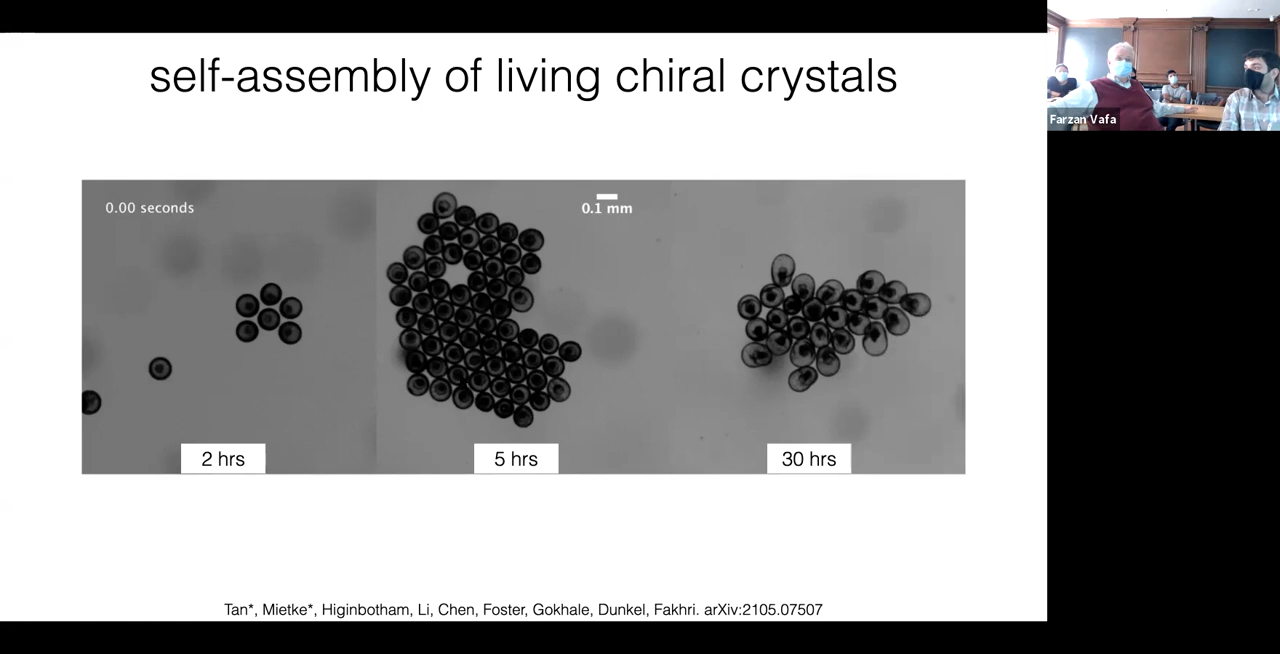 self-assembly of living chiral crystals
Farzan Vafa
0.00 seconds
0.1 mm
2 hrs
5 hrs
30 hrs
Tan*, Mietke*, Higinbotham, Li, Chen, Foster, Gokhale, Dunkel, Fakhri. arXiv:2105.07507